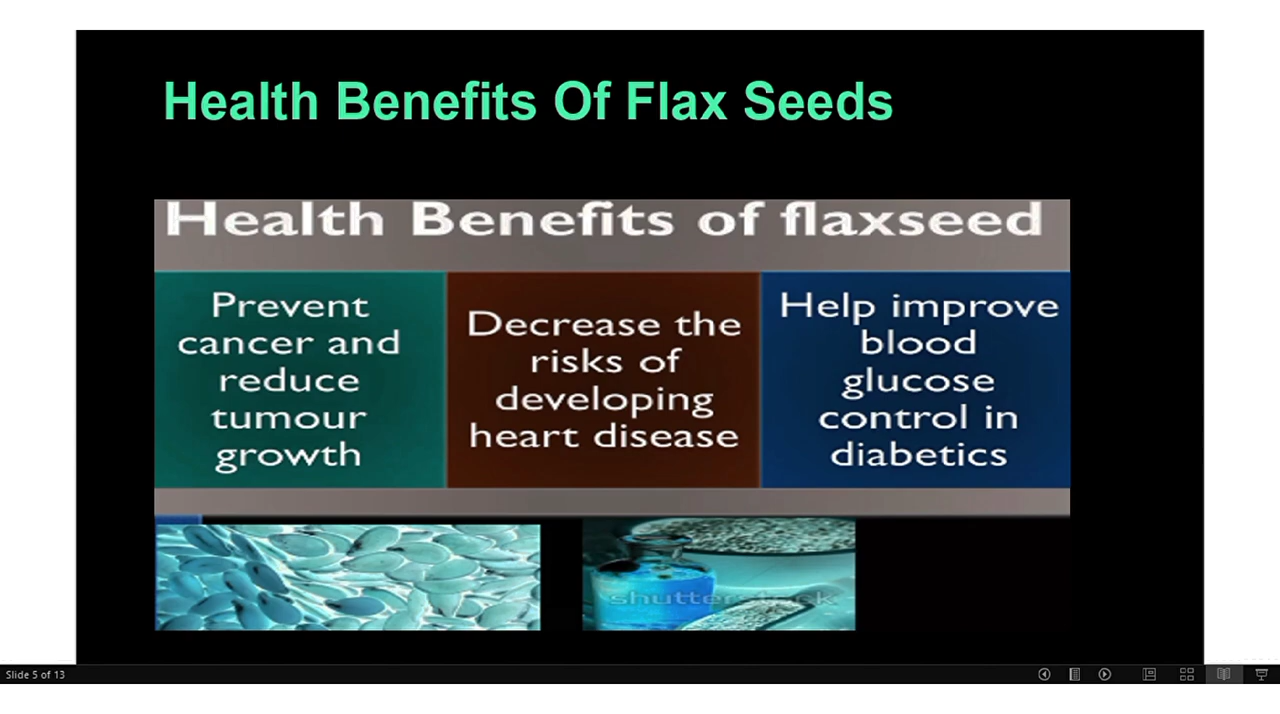 Health Benefits Of Flax Seeds
Health Benefits of flaxseed
Prevent
cancer and
reduce
tumour
growth
Decrease the
risks of
developing
heart disease
Help improve
blood
glucose
control in
diabetics
shutterstock
Slide 5 of 13